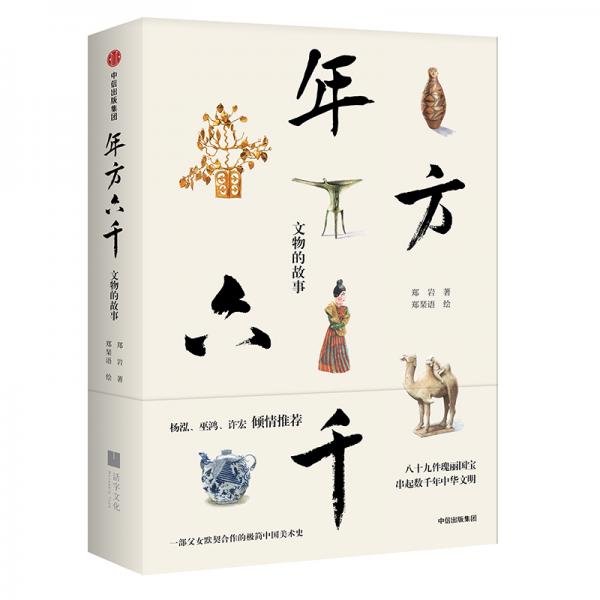 年方六千
文物的故事
郑 岩 著
郑琹语 绘
杨泓、巫鸿、许宏 倾情推荐
八十九件瑰丽国宝
串起数千年中华文明
一部父女默契合作的极简中国美术史
中信出版集团
中信出版集团
年方六千
文物的故事
郑 岩 著
郑琹语 绘
活字文化